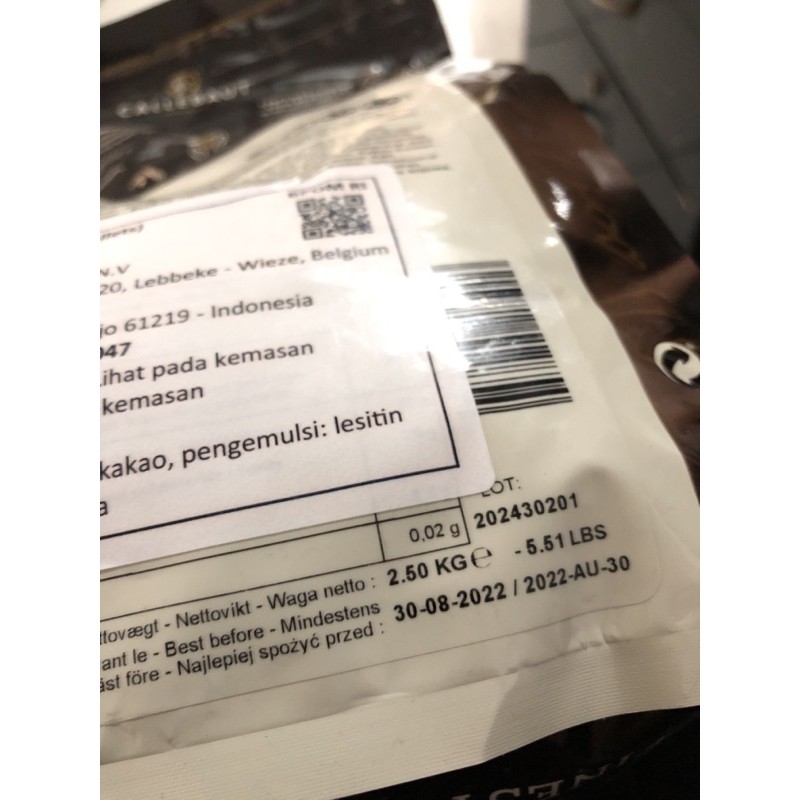 CALLEBAUT
N.V
20, Lebbeke - Wieze, Belgium
jo 61219 - Indonesia
047
Lihat pada kemasan
kemasan
kakao, pengemulsi: lesitin
a
LOT:
0,02 g
202430201
ttovægt - Nettovikt - Waga netto : 2.50 KG ℮ - 5.51 LBS
ant le - Best before - Mindestens
äst före - Najlepiej spożyć przed : 30-08-2022 / 2022-AU-30